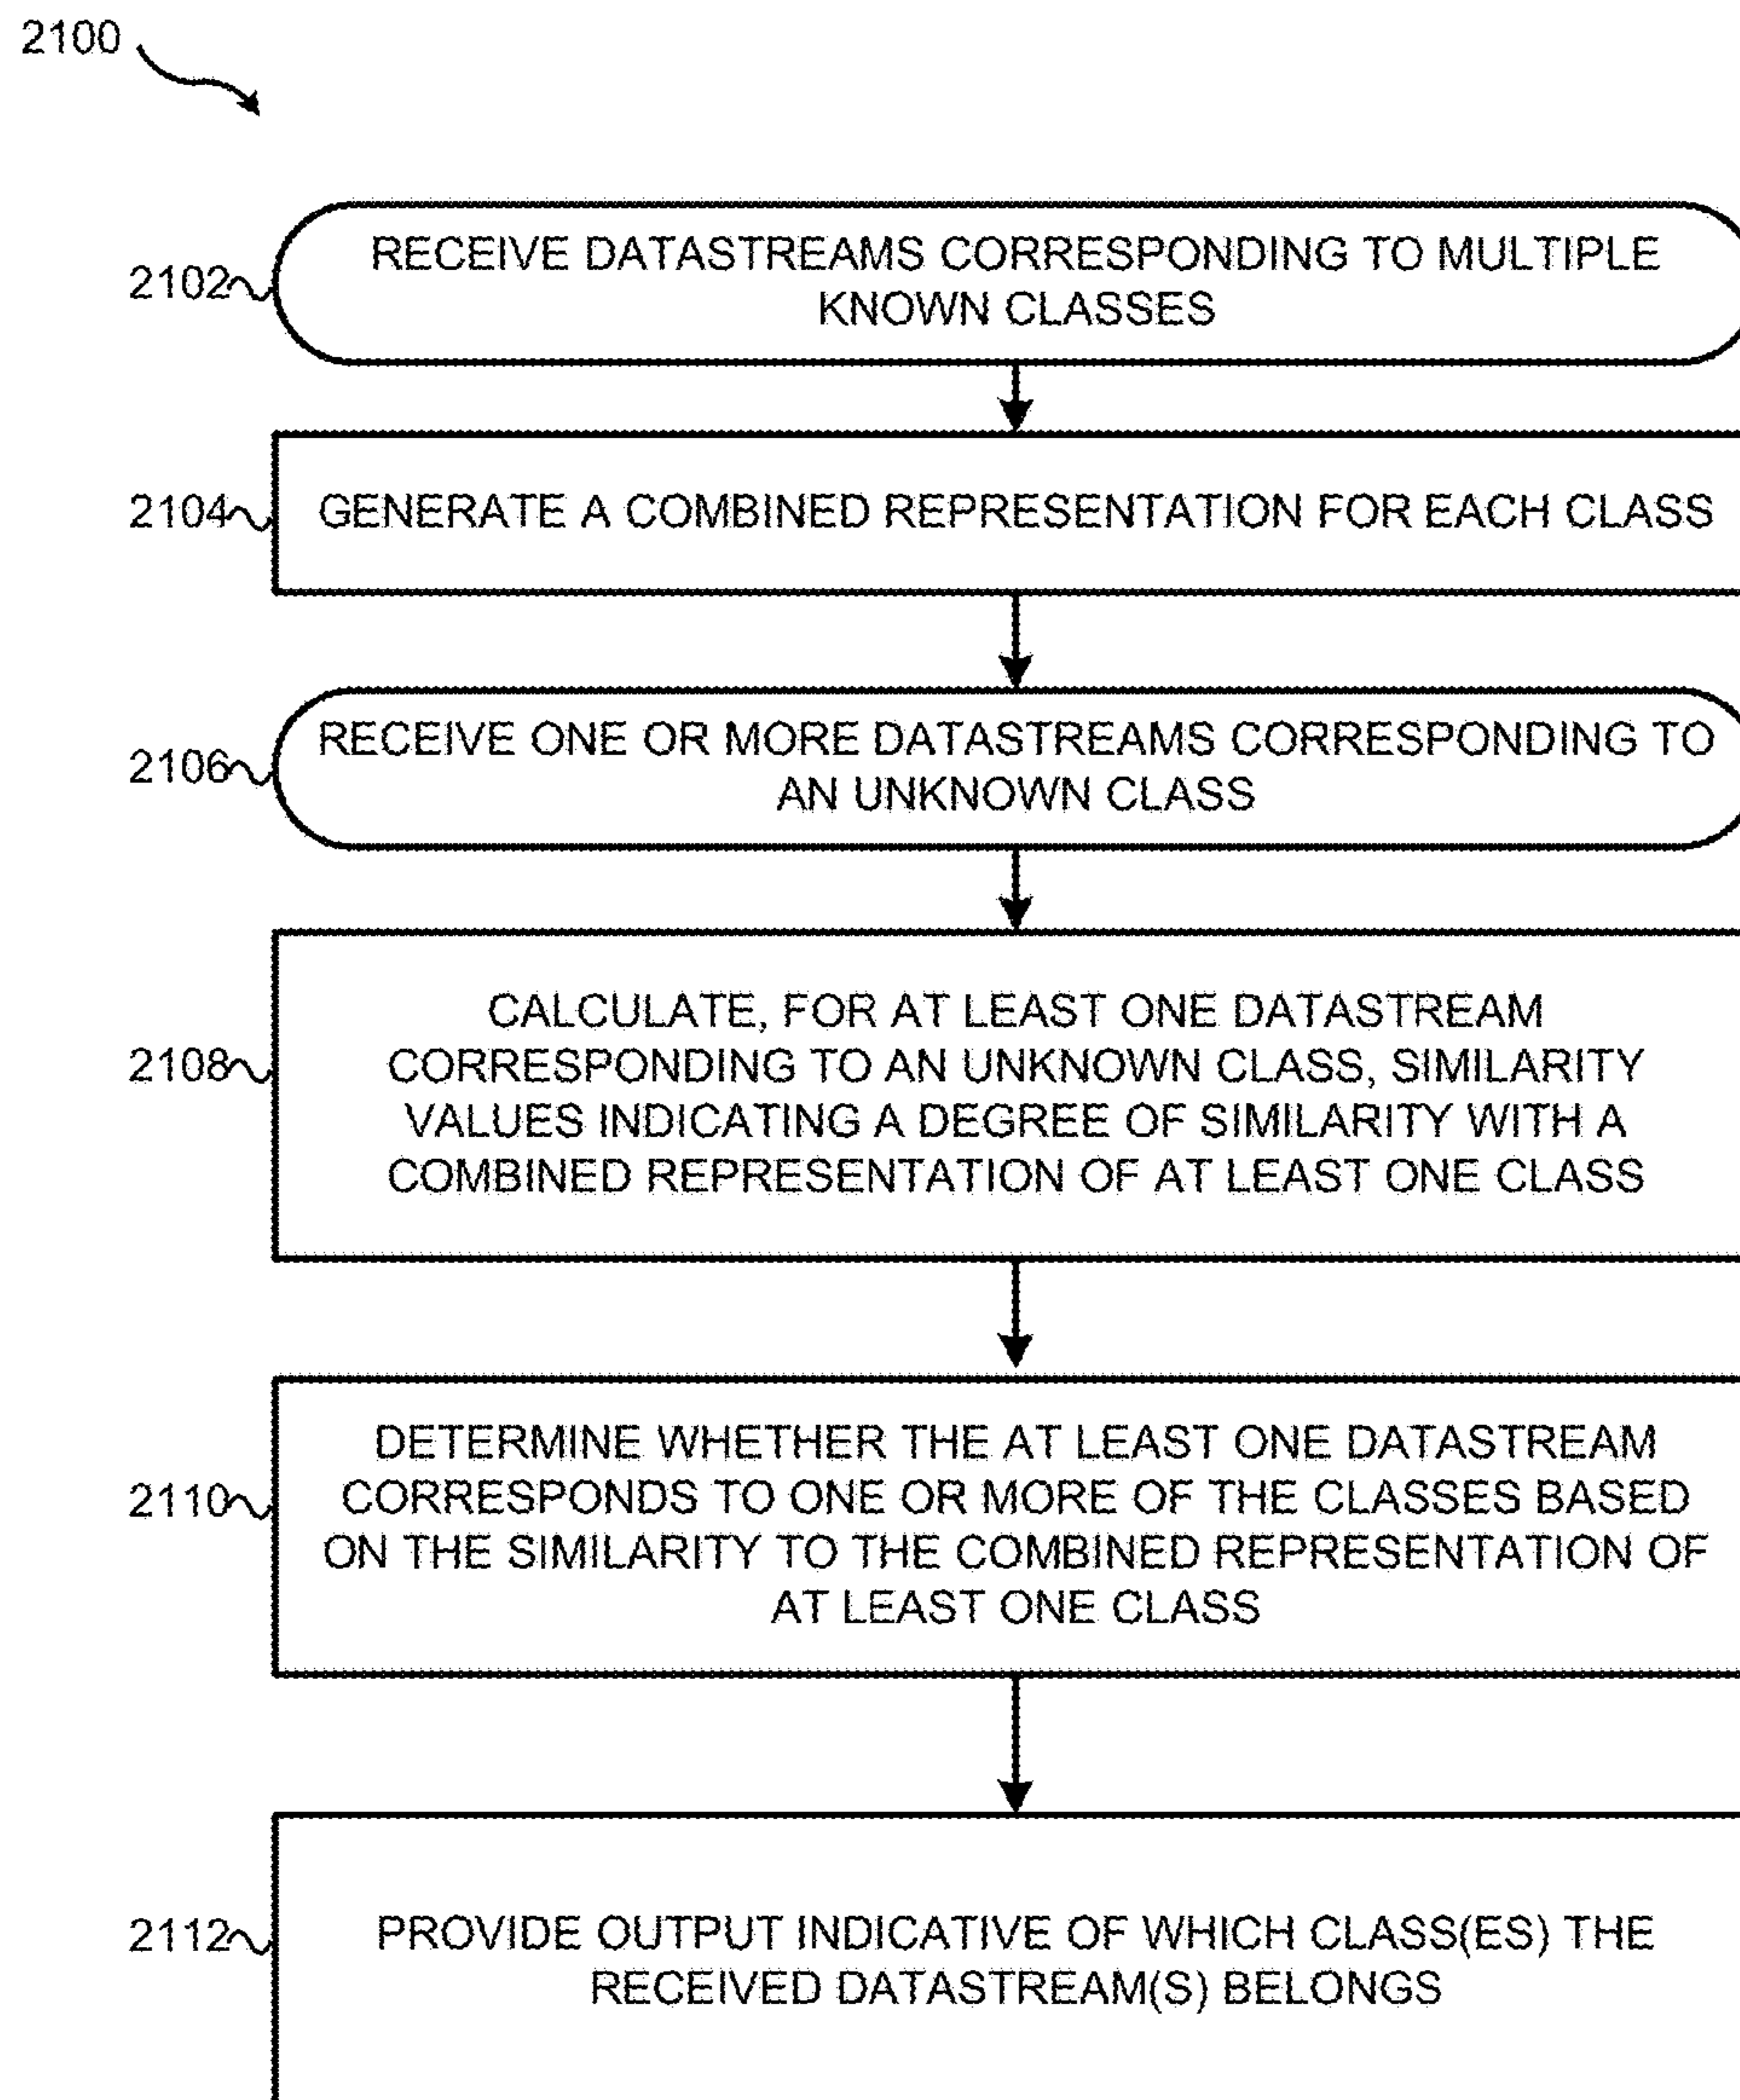 2100
RECEIVE DATASTREAMS CORRESPONDING TO MULTIPLE
KNOWN CLASSES
2102
2104
GENERATE A COMBINED REPRESENTATION FOR EACH CLASS
RECEIVE ONE OR MORE DATASTREAMS CORRESPONDING TO
AN UNKNOWN CLASS
2106
CALCULATE, FOR AT LEAST ONE DATASTREAM
CORRESPONDING TO AN UNKNOWN CLASS, SIMILARITY
VALUES INDICATING A DEGREE OF SIMILARITY WITH A
COMBINED REPRESENTATION OF AT LEAST ONE CLASS
2108
DETERMINE WHETHER THE AT LEAST ONE DATASTREAM
CORRESPONDS TO ONE OR MORE OF THE CLASSES BASED
ON THE SIMILARITY TO THE COMBINED REPRESENTATION OF
AT LEAST ONE CLASS
2110
PROVIDE OUTPUT INDICATIVE OF WHICH CLASS(ES) THE
RECEIVED DATASTREAM(S) BELONGS
2112